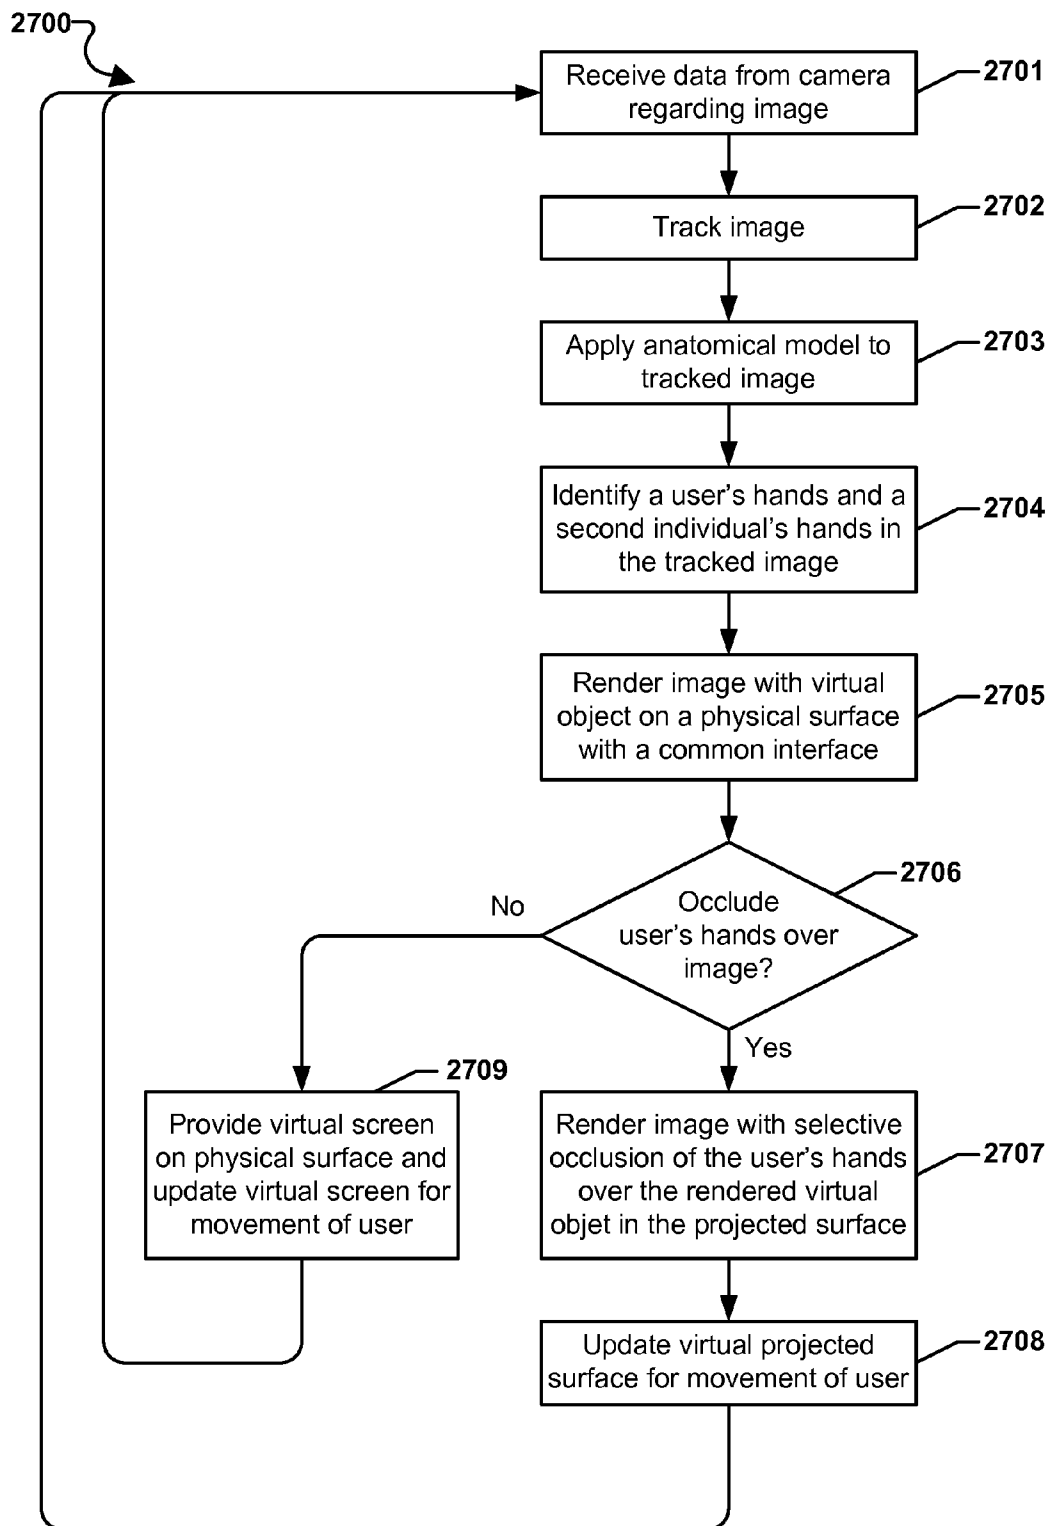 2700
Receive data from camera
regarding image
2701
Track image
2702
Apply anatomical model to
tracked image
2703
Identify a user's hands and a
second individual's hands in
the tracked image
2704
Render image with virtual
object on a physical surface
with a common interface
2705
Occlude
user's hands over
image?
2706
No
Yes
2709
Provide virtual screen
on physical surface and
update virtual screen for
movement of user
Render image with selective
occlusion of the user's hands
over the rendered virtual
objet in the projected surface
2707
Update virtual projected
surface for movement of user
2708